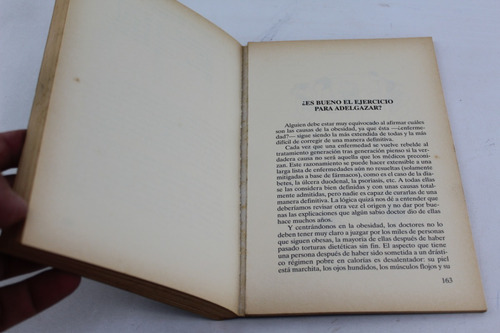 ¿ES BUENO EL EJERCICIO
PARA ADELGAZAR?
Alguien debe estar muy equivocado al afirmar cuáles
son las causas de la obesidad, ya que ésta —¿enferme-
dad?— sigue siendo la más extendida de todas y la más
difícil de corregir de una manera definitiva.
Cada vez que una enfermedad se vuelve rebelde al
tratamiento generación tras generación pienso si la ver-
dadera causa no será aquella que los médicos preconi-
zan. Este razonamiento se puede hacer extensible a una
larga lista de enfermedades aún no resueltas (solamente
mitigadas a base de fármacos), como es el caso de la dia-
betes, la úlcera duodenal, la psoriasis, etc. A todas ellas
se las considera bien definidas y con unas causas total-
mente admitidas, pero nadie es capaz de curarlas de una
manera definitiva. La lógica quizá nos dé a entender que
deberíamos revisar otra vez el origen y no dar por bue-
nas las explicaciones que algún sabio doctor dio de ellas
hace muchos años.
Y centrándonos en la obesidad, los doctores no lo
deben tener muy claro a juzgar por los miles de personas
que siguen obesas, la mayoría de ellas después de haber
pasado torturas dietéticas sin fin. El aspecto que tiene
una persona después de haber sido sometida a un drásti-
co régimen pobre en calorías es desalentador: su piel
está marchita, los ojos hundidos, los músculos flojos y su
163